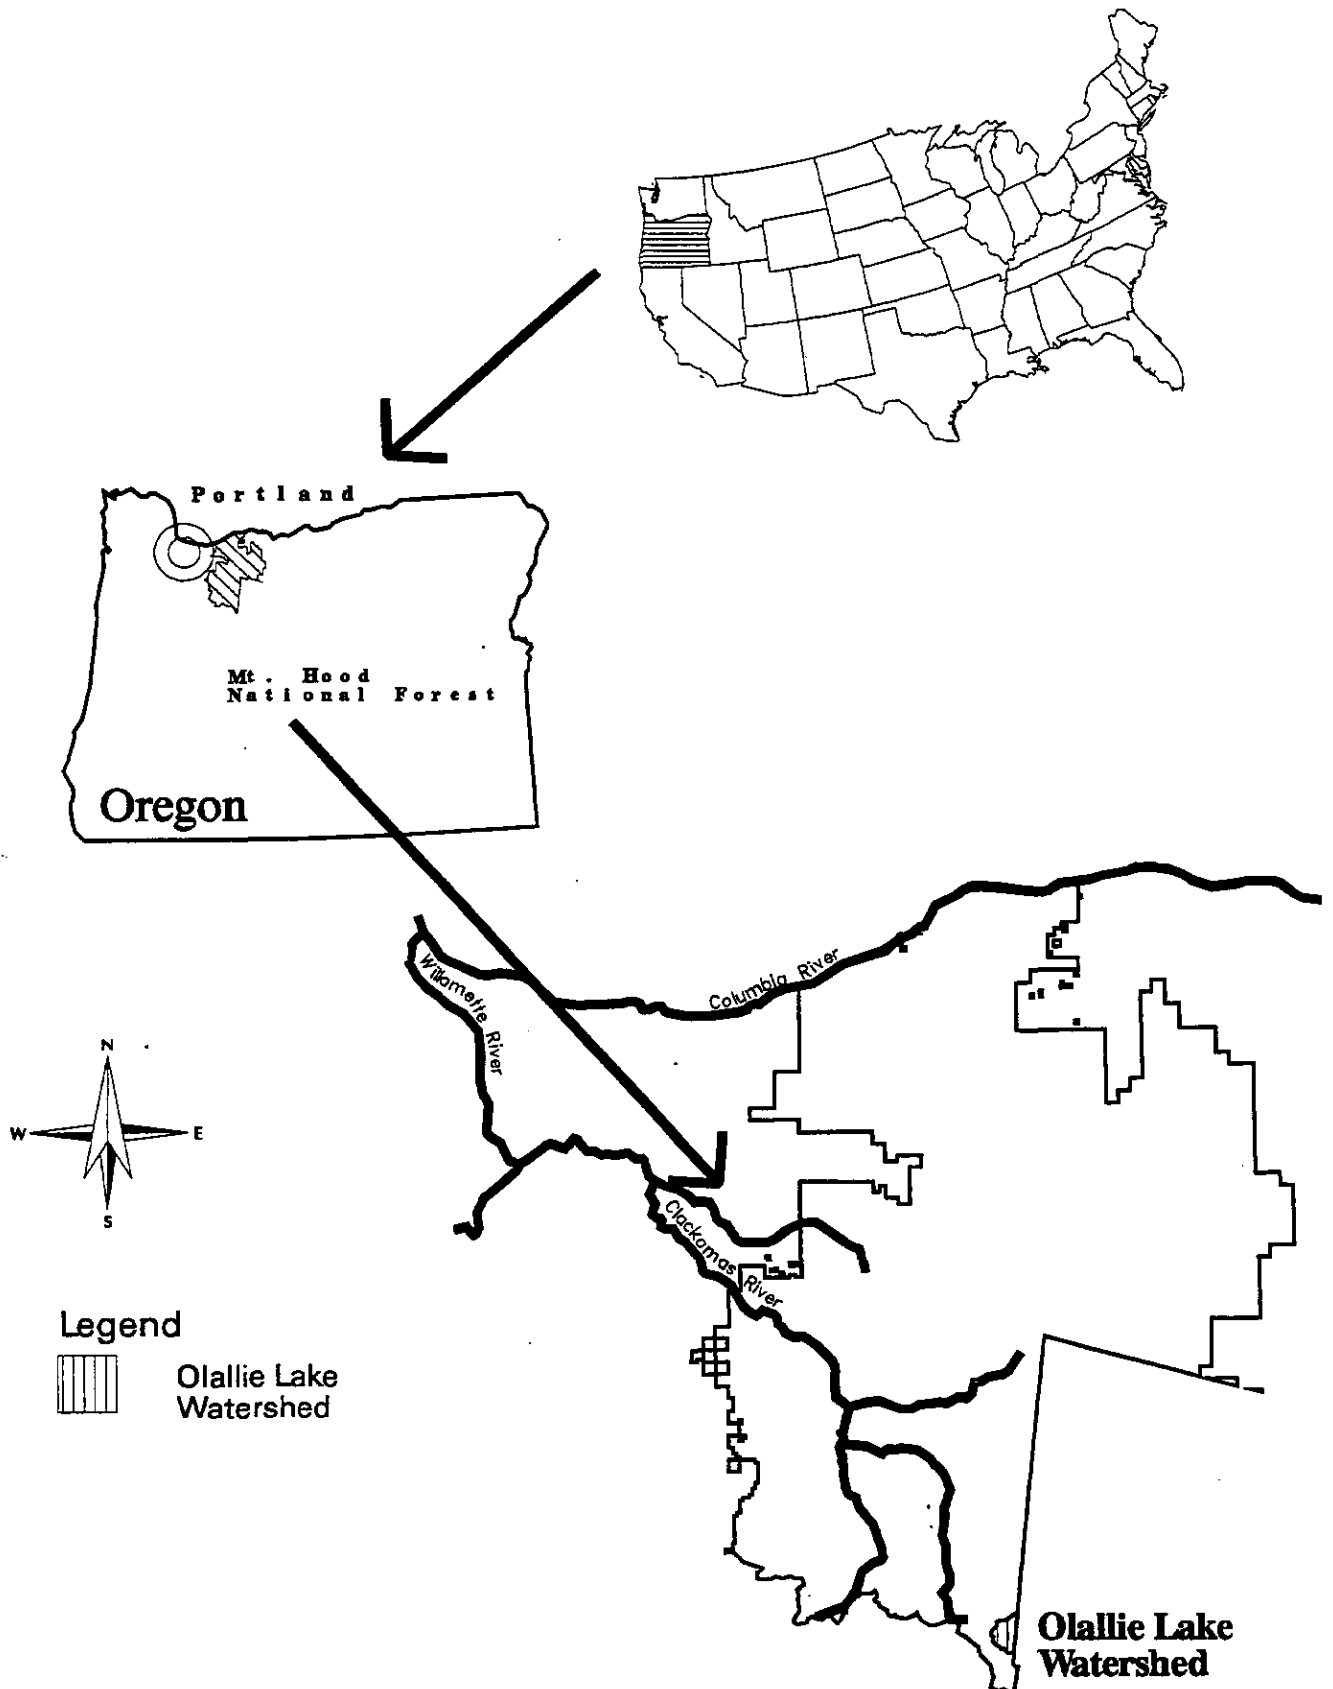 Portland
Mt. Hood
National Forest
Oregon
Columbia River
Willamette River
N
W
E
S
Clackamas River
Legend
Olallie Lake
Watershed
Olallie Lake
Watershed